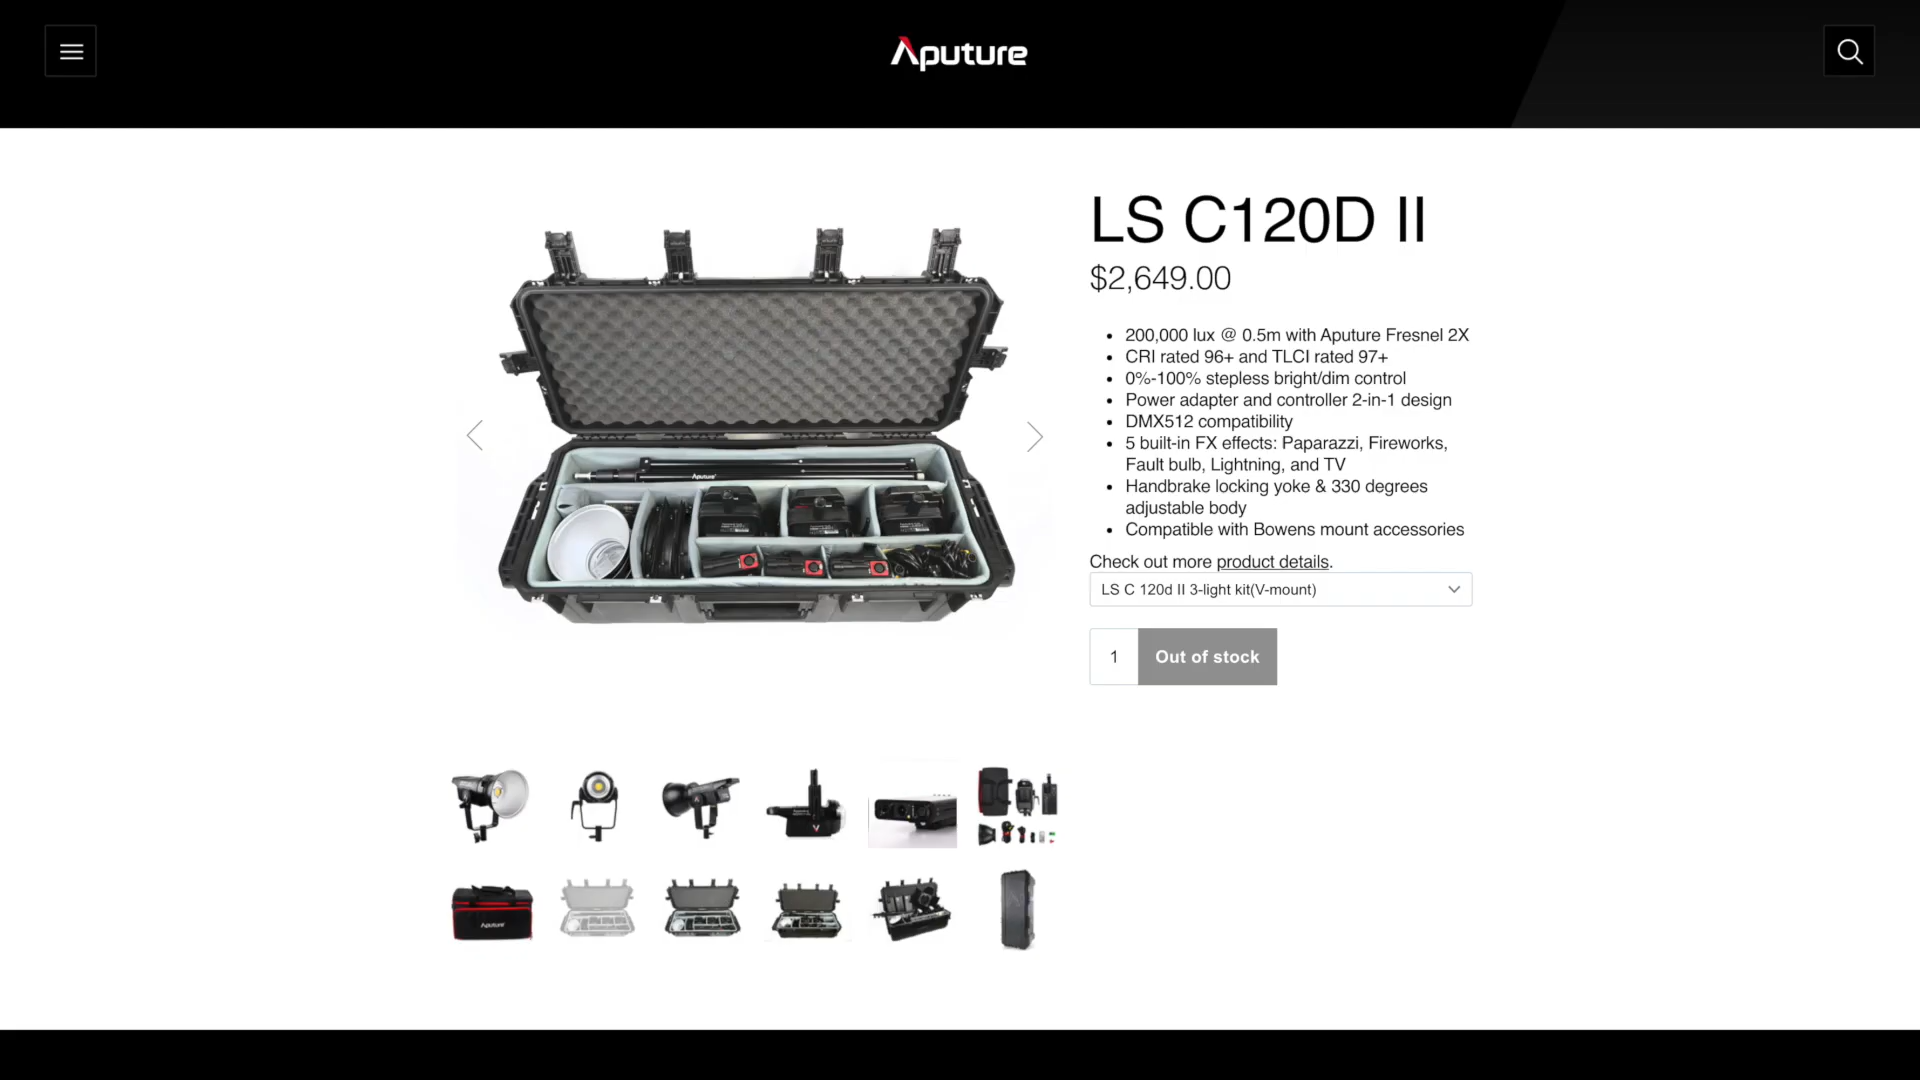 Aputure
LS C120D II
$2,649.00
200,000 lux @ 0.5m with Aputure Fresnel 2X
CRI rated 96+ and TLCI rated 97+
0%-100% stepless bright/dim control
Power adapter and controller 2-in-1 design
DMX512 compatibility
5 built-in FX effects: Paparazzi, Fireworks,
Fault bulb, Lightning, and TV
Handbrake locking yoke & 330 degrees
adjustable body
Compatible with Bowens mount accessories
Check out more product details.
LS C 120d II 3-light kit(V-mount)
1
Out of stock
Aputure
Aputure